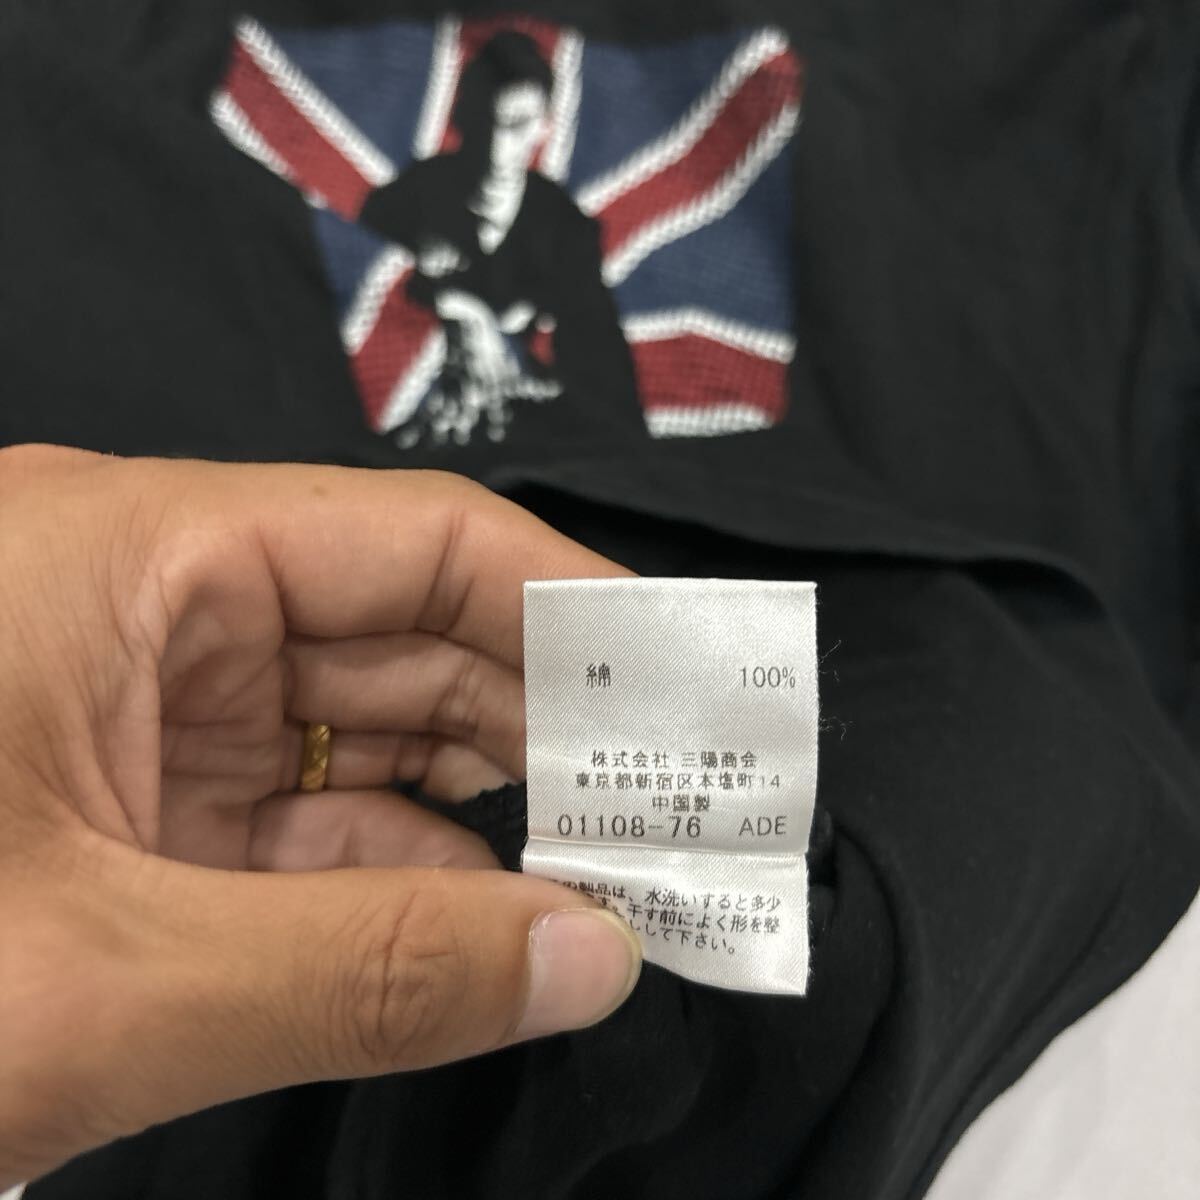 綿 100%
株式会社 三陽商会
東京都新宿区本塩町14
中国製
01108-76 ADE
の製品は、水洗いすると多少
す。干す前によく形を整
して下さい。